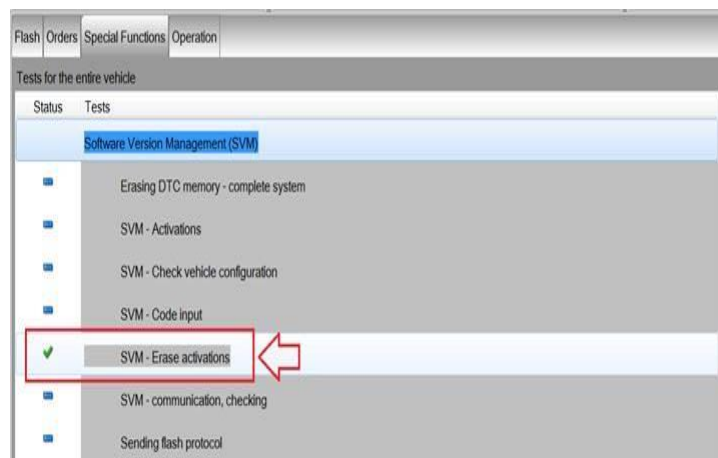 Flash Orders Special Functions Operation
Tests for the entire vehicle
Status Tests
Software Version Management (SVM)
Erasing DTC memory - complete system
SVM - Activations
SVM - Check vehicle configuration
SVM - Code input
SVM - Erase activations
SVM - communication, checking
Sending flash protocol